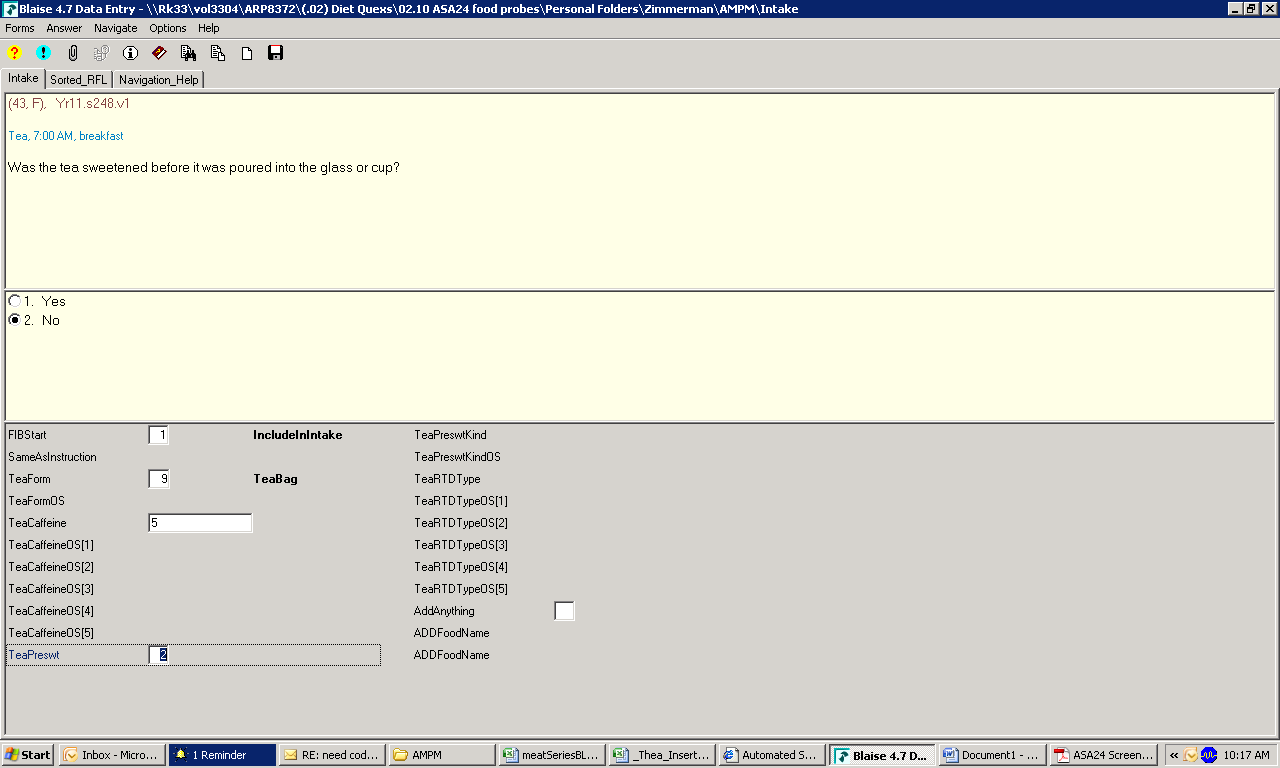 Blaise 4.7 Data Entry - \\Rk33\vol3304\ARP8372\(.02) Diet Quexs\02.10 ASA24 food probes\Personal Folders\Zimmerman\AMPM\Intake
Forms Answer Navigate Options Help
Intake Sorted_RFL Navigation_Help
(43, F), Yr11.s248.v1
Tea, 7:00 AM, breakfast
Was the tea sweetened before it was poured into the glass or cup?
1. Yes
2. No
FIBStart 1 IncludeInIntake TeaPreswtKind
SameAsInstruction TeaPreswtKindOS
TeaForm 9 TeaBag TeaRTDType
TeaFormOS TeaRTDTypeOS[1]
TeaCaffeine 5 TeaRTDTypeOS[2]
TeaCaffeineOS[1] TeaRTDTypeOS[3]
TeaCaffeineOS[2] TeaRTDTypeOS[4]
TeaCaffeineOS[3] TeaRTDTypeOS[5]
TeaCaffeineOS[4] AddAnything
TeaCaffeineOS[5] ADDFoodName
TeaPreswt 2 ADDFoodName
Start Inbox - Micro... 1 Reminder RE: need cod... AMPM meatSeriesBL... _Thea_Insert... Automated S... Blaise 4.7 D... Document1 - ... ASA24 Screen... « 10:17 AM